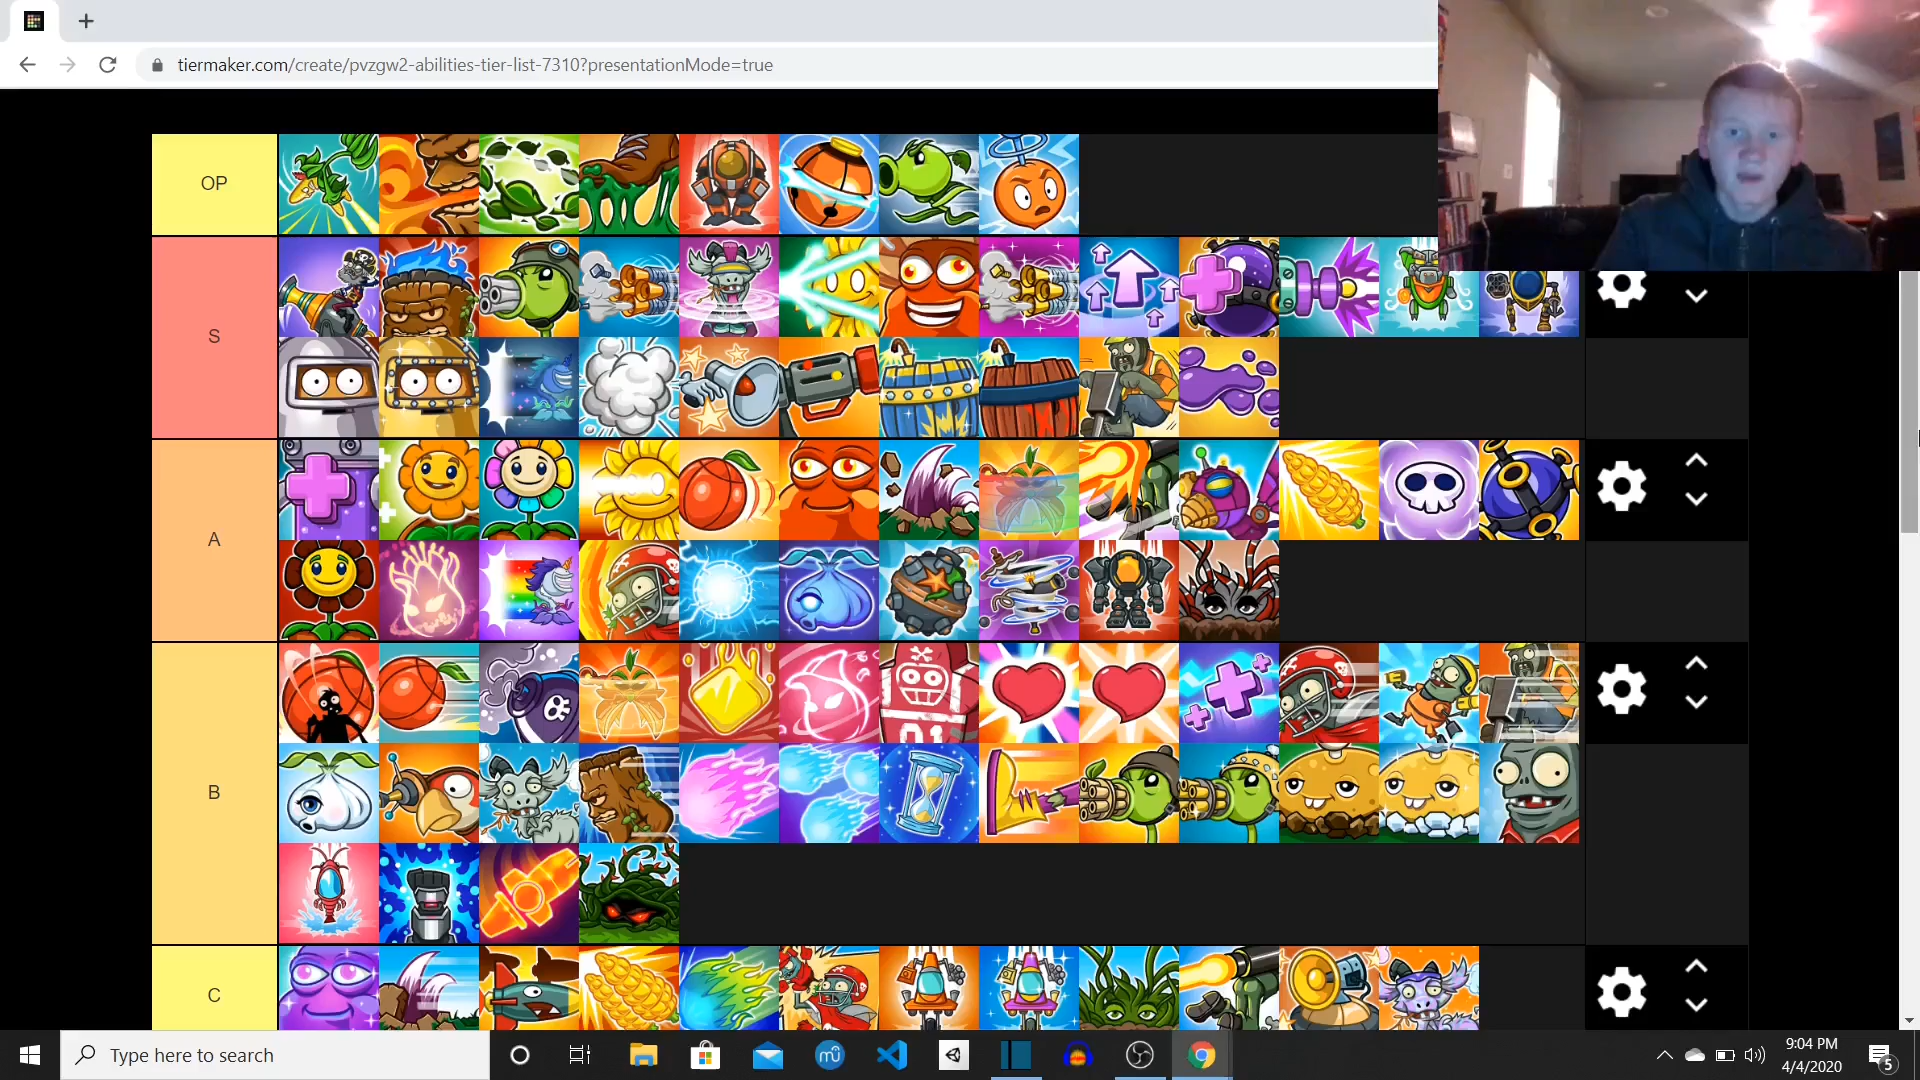 tiermaker.com/create/pvzgw2-abilities-tier-list-7310?presentationMode=true
OP
S
A
B
C
Type here to search
9:04 PM
4/4/2020
5